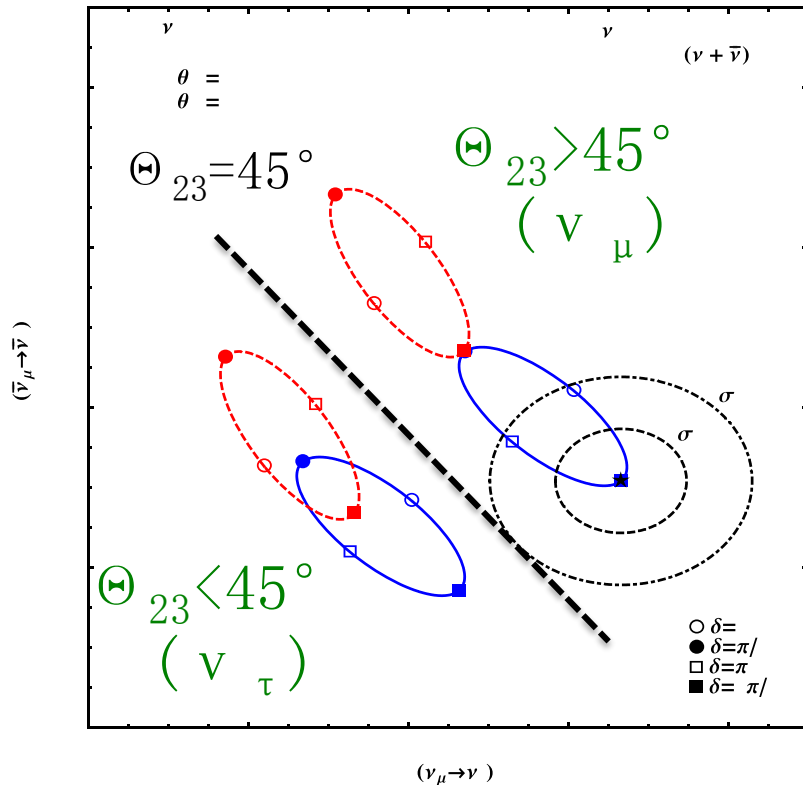 ν ν
(ν + ν̄)
θ =
θ =
Θ₂₃=45°
Θ₂₃>45°
(ν μ)
σ
σ
Θ₂₃<45°
(ν τ)
δ=
δ=π/
δ=π
δ= π/
(ν̄μ→ν̄ )
(νμ→ν )